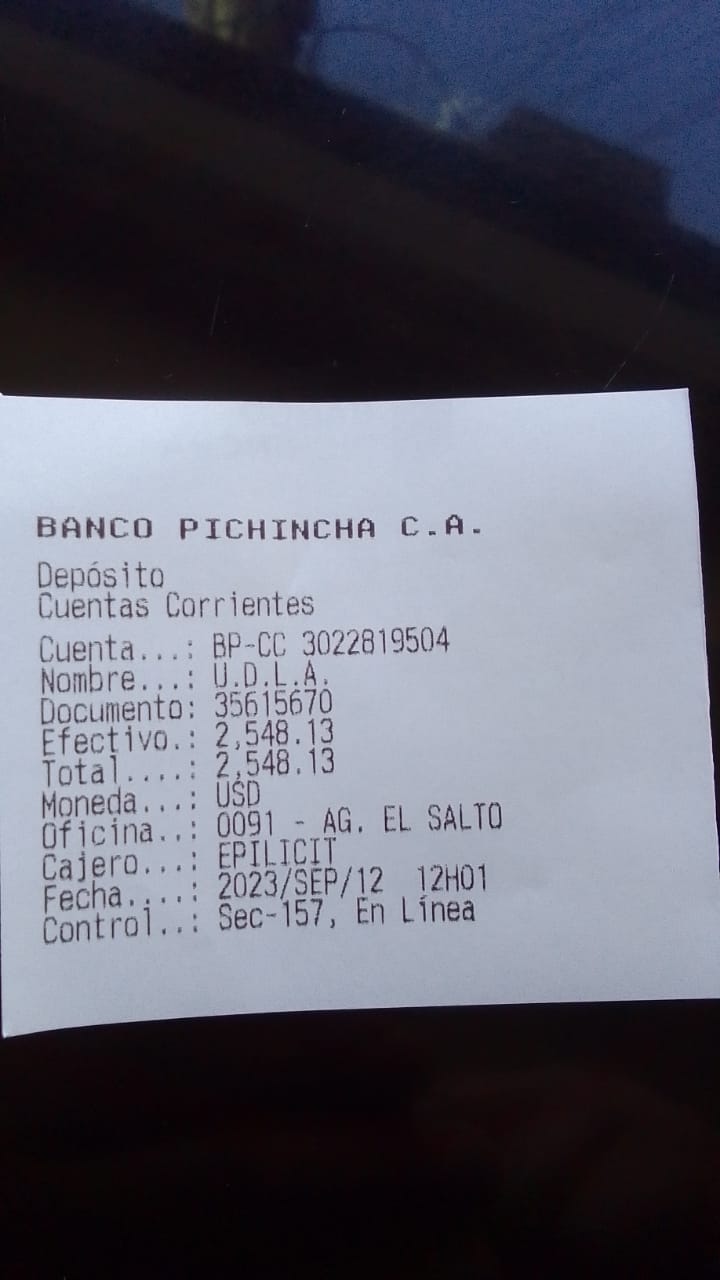 BANCO PICHINCHA C.A.
Depósito
Cuentas Corrientes
Cuenta...: BP-CC 3022819504
Nombre...: U.D.L.A.
Documento: 35615670
Efectivo.: 2,548.13
Total....: 2,548.13
Moneda...: USD
Oficina..: 0091 - AG. EL SALTO
Cajero...: EPILICIT
Fecha....: 2023/SEP/12 12H01
Control..: Sec-157, En Línea